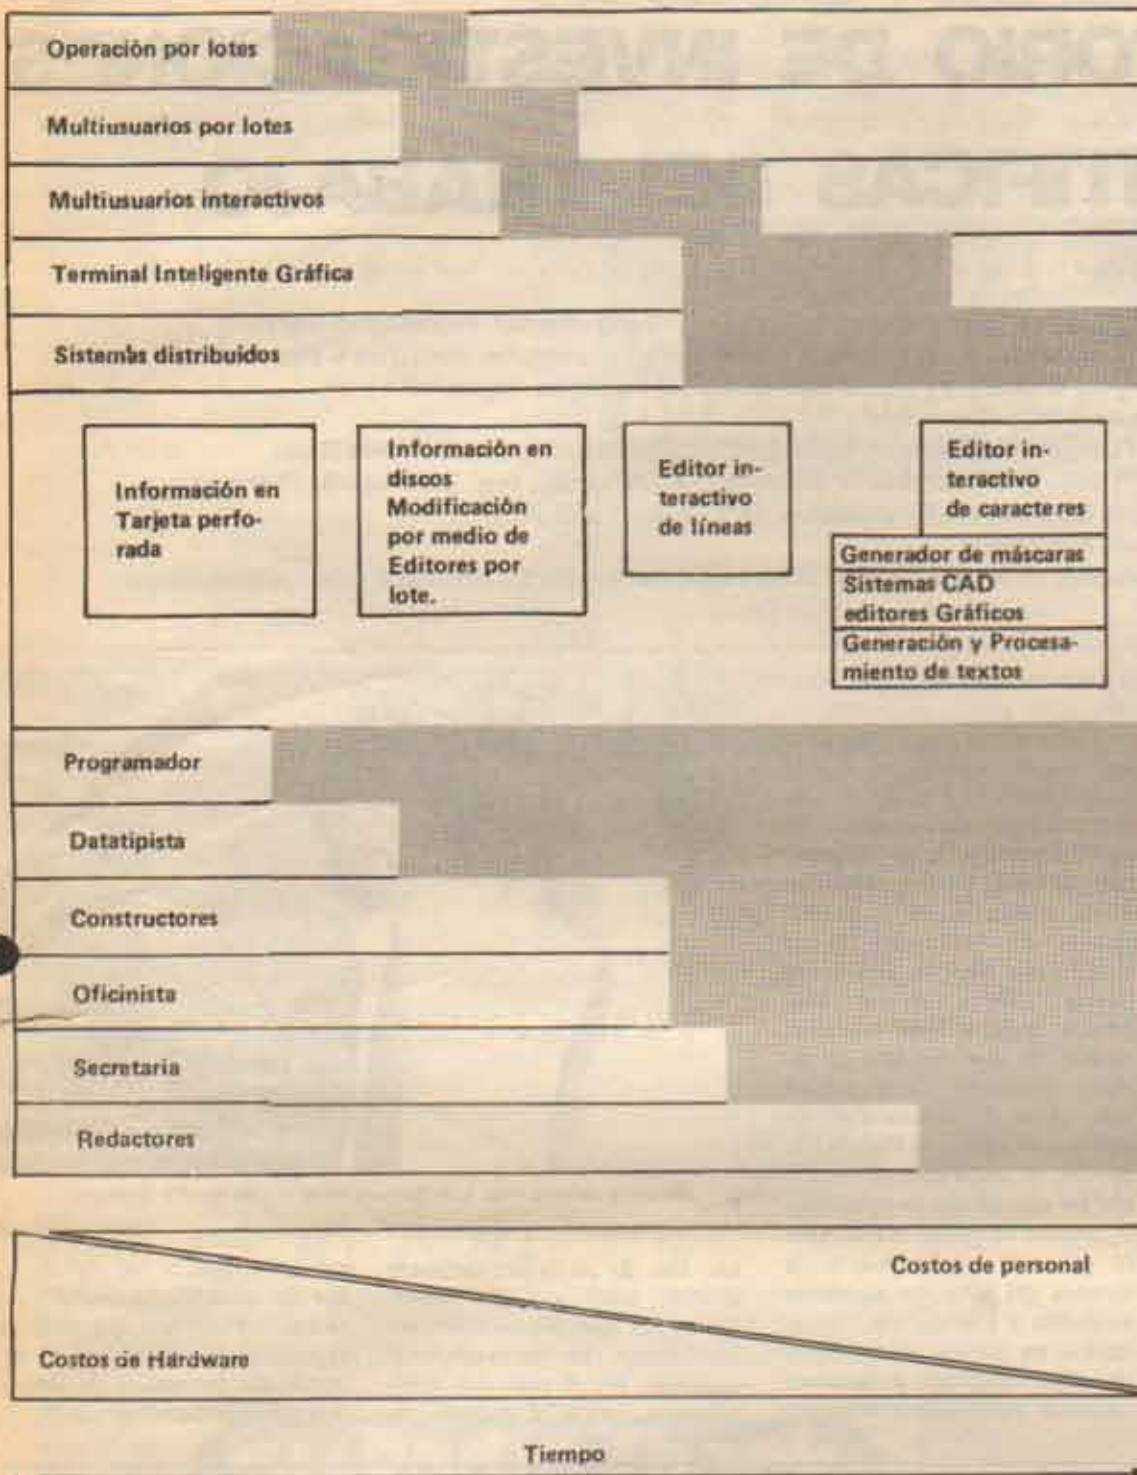 Operación por lotes
Multiusuarios por lotes
Multiusuarios interactivos
Terminal Inteligente Gráfica
Sistemas distribuidos
Información en
Tarjeta perfo-
rada
Información en
discos
Modificación
por medio de
Editores por
lote.
Editor in-
teractivo
de líneas
Editor in-
teractivo
de caracteres
Generador de máscaras
Sistemas CAD
editores Gráficos
Generación y Procesa-
miento de textos
Programador
Datatipista
Constructores
Oficinista
Secretaria
Redactores
Costos de personal
Costos de Hardware
Tiempo